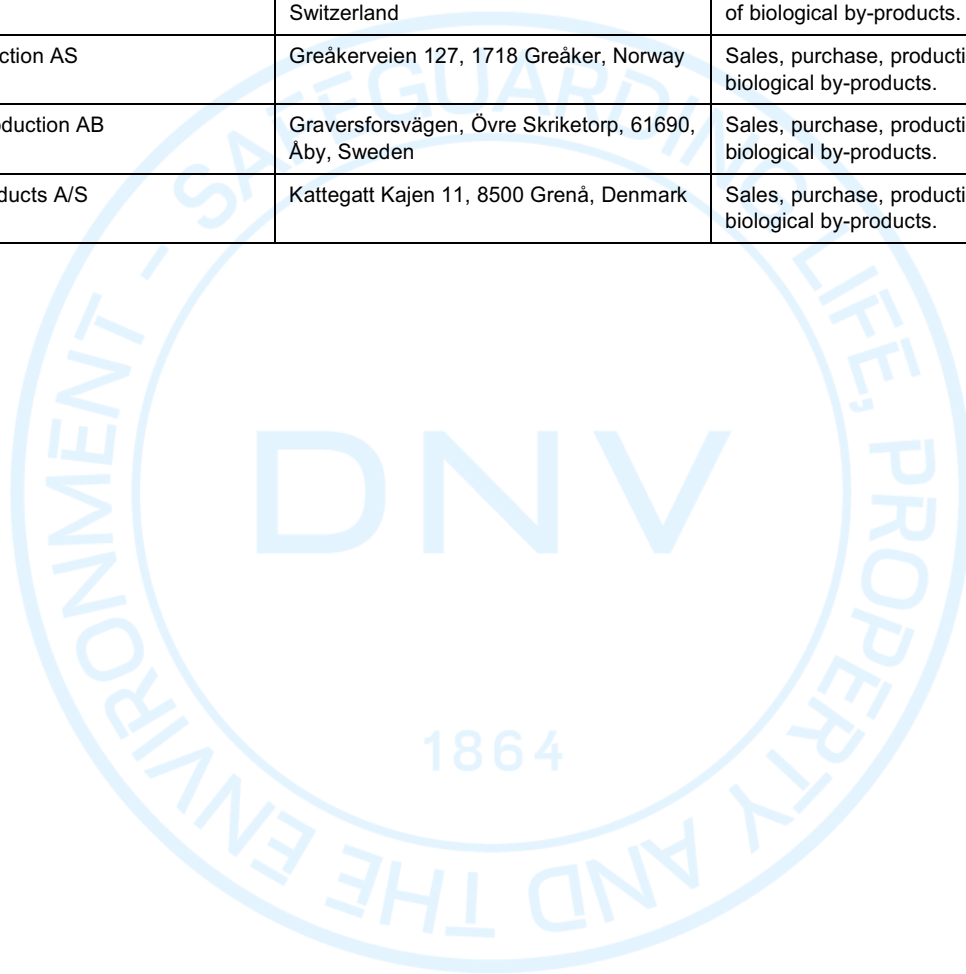 Switzerland
of biological by-products.
ction AS
Greåkerveien 127, 1718 Greåker, Norway
Sales, purchase, producti
biological by-products.
oduction AB
Graversforsvägen, Övre Skriketorp, 61690,
Åby, Sweden
Sales, purchase, producti
biological by-products.
ducts A/S
Kattegatt Kajen 11, 8500 Grenå, Denmark
Sales, purchase, producti
biological by-products.
SAFEGUARDING LIFE, PROPERTY AND THE ENVIRONMENT -
DNV
1864